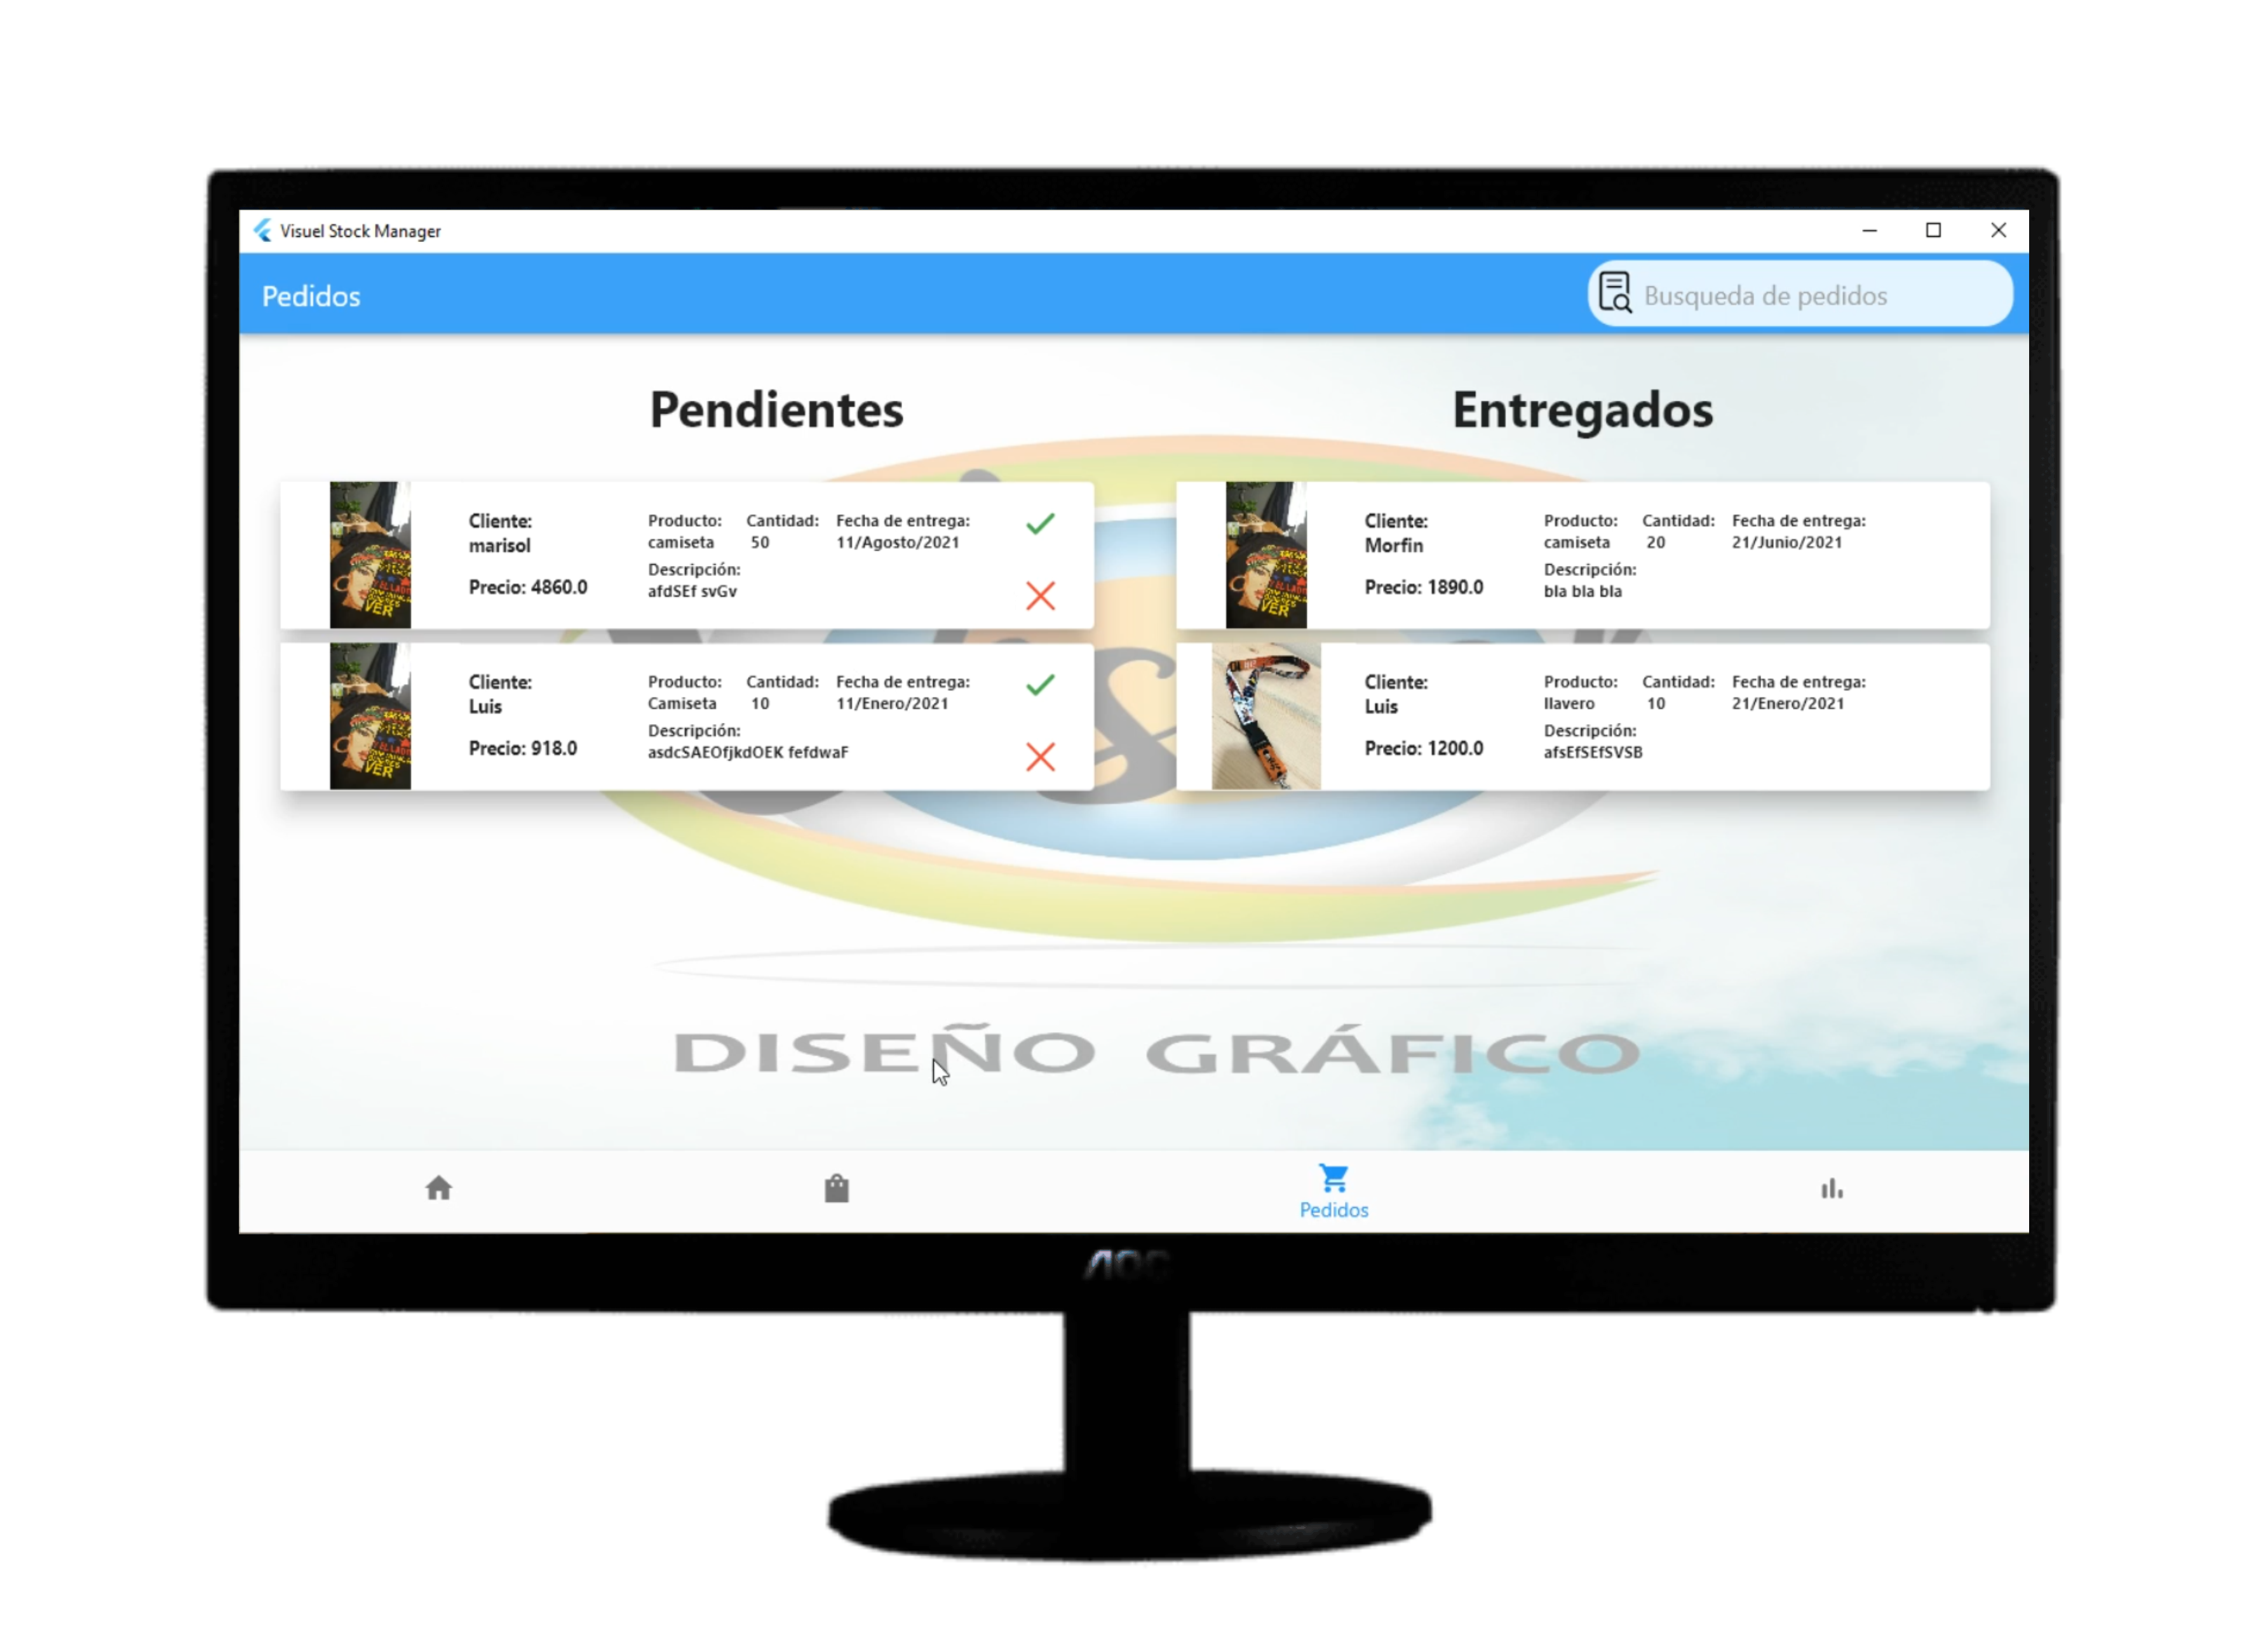 Visuel Stock Manager
Pedidos
Busqueda de pedidos
Pendientes
Entregados
Cliente:
marisol
Precio: 4860.0
Producto: Cantidad: Fecha de entrega:
camiseta 50 11/Agosto/2021
Descripción:
afdSEf svGv
Cliente:
Luis
Precio: 918.0
Producto: Cantidad: Fecha de entrega:
Camiseta 10 11/Enero/2021
Descripción:
asdcSAEOfjkdOEK fefdwaF
Cliente:
Morfin
Precio: 1890.0
Producto: Cantidad: Fecha de entrega:
camiseta 20 21/Junio/2021
Descripción:
bla bla bla
Cliente:
Luis
Precio: 1200.0
Producto: Cantidad: Fecha de entrega:
llavero 10 21/Enero/2021
Descripción:
afsEfSEfSVSB
&
DISEÑO GRÁFICO
Pedidos
AOC